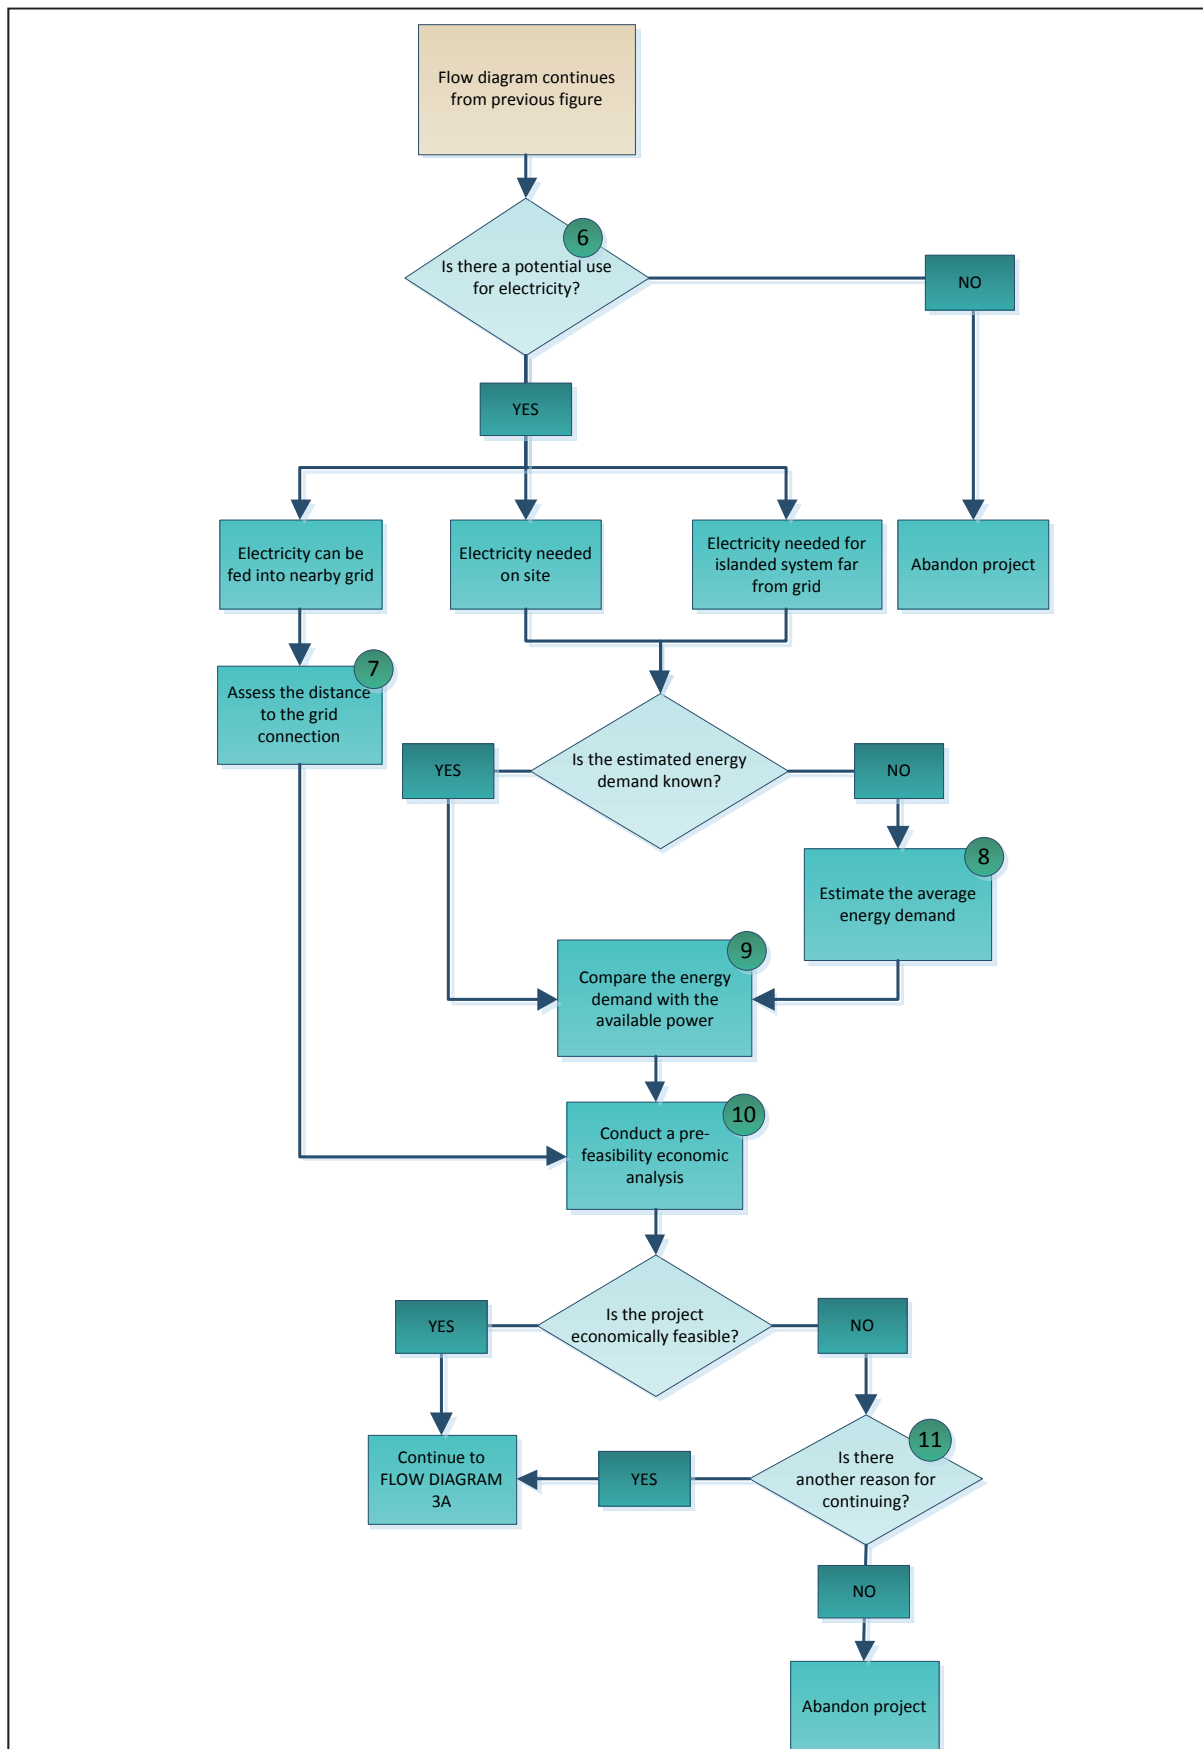 Flow diagram continues
from previous figure
6
Is there a potential use
for electricity?
NO
YES
Electricity can be
fed into nearby grid
Electricity needed
on site
Electricity needed for
islanded system far
from grid
Abandon project
7
Assess the distance
to the grid
connection
Is the estimated energy
demand known?
YES
NO
8
Estimate the average
energy demand
9
Compare the energy
demand with the
available power
10
Conduct a pre-
feasibility economic
analysis
Is the project
economically feasible?
YES
NO
11
Is there
another reason for
continuing?
YES
Continue to
FLOW DIAGRAM
3A
NO
Abandon project